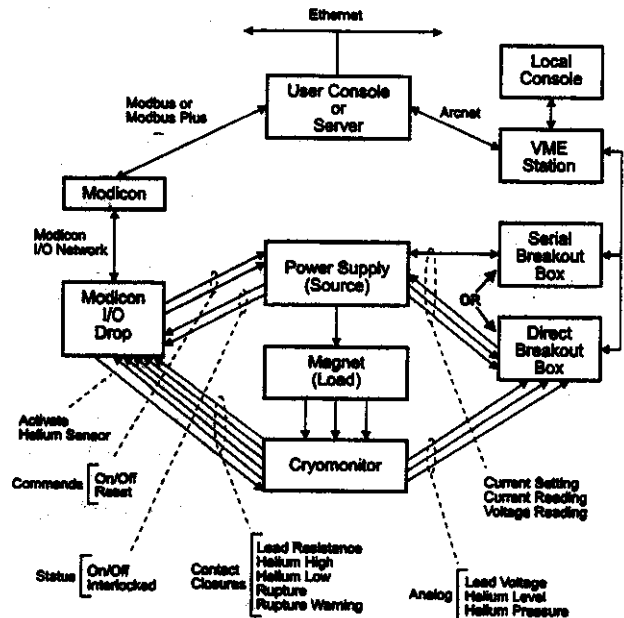 Ethernet
Local
Console
User Console
or
Server
Modbus or
Modbus Plus
Arcnet
VME
Station
Modicon
Modicon
I/O Network
Power Supply
(Source)
Serial
Breakout
Box
OR
Modicon
I/O
Drop
Direct
Breakout
Box
Magnet
(Load)
Activate
Helium Sensor
Cryomonitor
Commands
On/Off
Reset
Current Setting
Current Reading
Voltage Reading
Status
On/Off
Interlocked
Contact
Closures
Lead Resistance
Helium High
Helium Low
Rupture
Rupture Warning
Analog
Lead Voltage
Helium Level
Helium Pressure